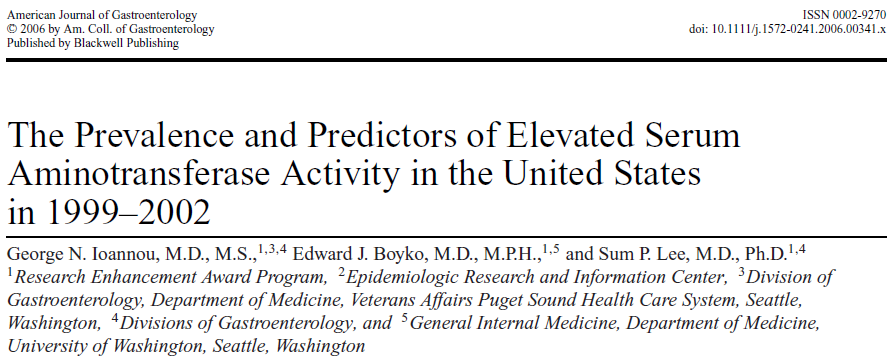 American Journal of Gastroenterology
ISSN 0002-9270
© 2006 by Am. Coll. of Gastroenterology
doi: 10.1111/j.1572-0241.2006.00341.x
Published by Blackwell Publishing
The Prevalence and Predictors of Elevated Serum
Aminotransferase Activity in the United States
in 1999–2002
George N. Ioannou, M.D., M.S.,1,3,4 Edward J. Boyko, M.D., M.P.H.,1,5 and Sum P. Lee, M.D., Ph.D.1,4
1Research Enhancement Award Program, 2Epidemiologic Research and Information Center, 3Division of
Gastroenterology, Department of Medicine, Veterans Affairs Puget Sound Health Care System, Seattle,
Washington, 4Divisions of Gastroenterology, and 5General Internal Medicine, Department of Medicine,
University of Washington, Seattle, Washington